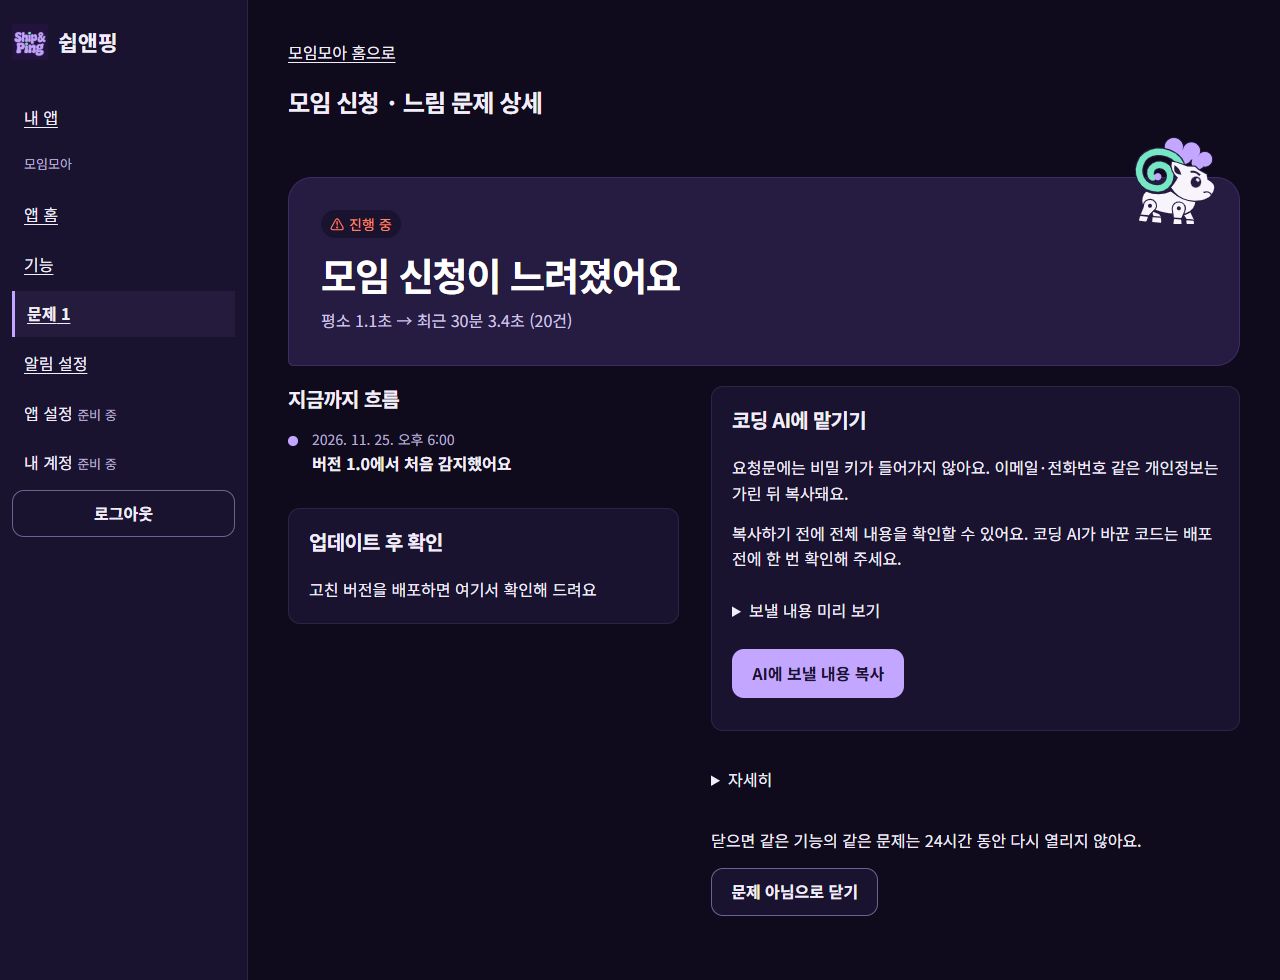 Ship&
Ping
쉽앤핑
내 앱
모임모아
앱 홈
기능
문제 1
알림 설정
앱 설정 준비 중
내 계정 준비 중
로그아웃
모임모아 홈으로
모임 신청 · 느림 문제 상세
진행 중
모임 신청이 느려졌어요
평소 1.1초 → 최근 30분 3.4초 (20건)
지금까지 흐름
2026. 11. 25. 오후 6:00
버전 1.0에서 처음 감지했어요
업데이트 후 확인
고친 버전을 배포하면 여기서 확인해 드려요
코딩 AI에 맡기기
요청문에는 비밀 키가 들어가지 않아요. 이메일·전화번호 같은 개인정보는
가린 뒤 복사돼요.
복사하기 전에 전체 내용을 확인할 수 있어요. 코딩 AI가 바꾼 코드는 배포
전에 한 번 확인해 주세요.
보낼 내용 미리 보기
AI에 보낼 내용 복사
자세히
닫으면 같은 기능의 같은 문제는 24시간 동안 다시 열리지 않아요.
문제 아님으로 닫기